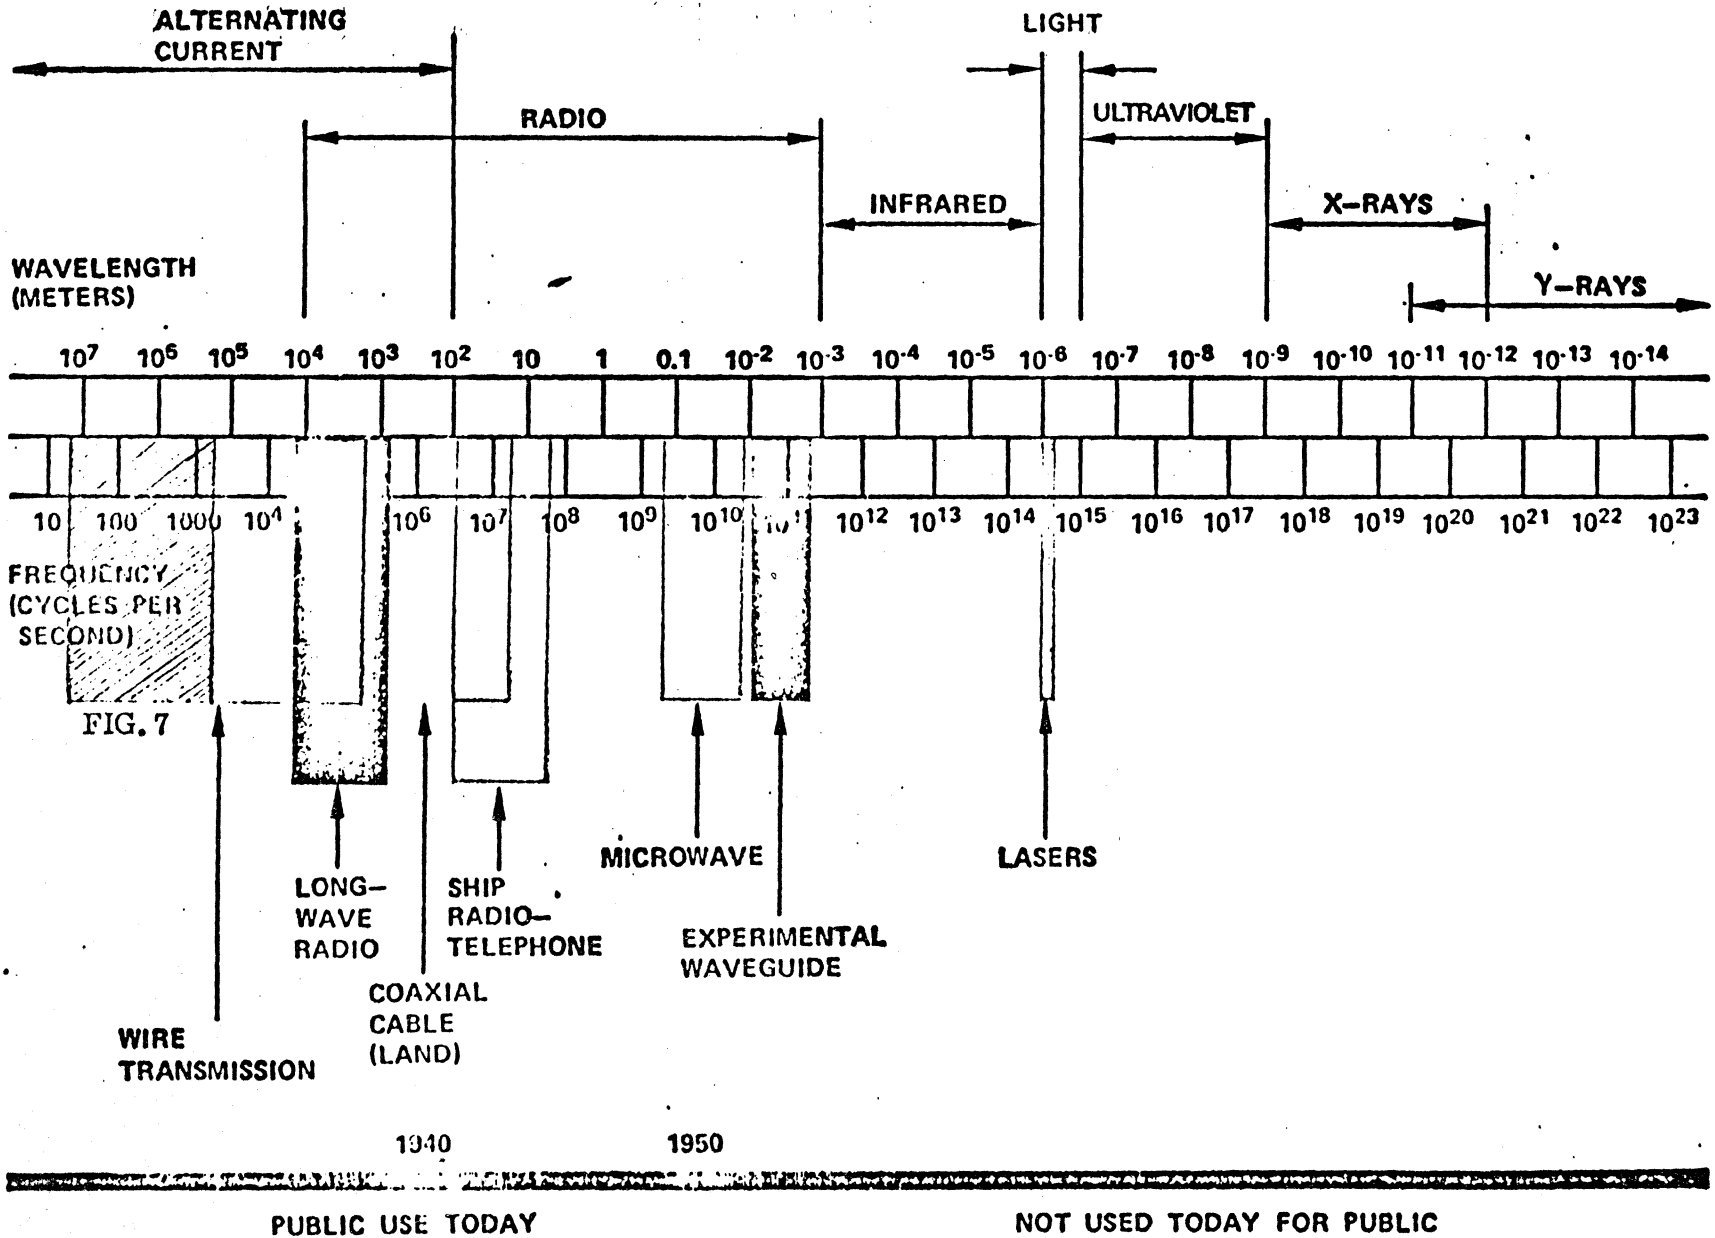 ALTERNATING
CURRENT
LIGHT
RADIO
ULTRAVIOLET
INFRARED
X-RAYS
WAVELENGTH
(METERS)
Y-RAYS
10⁷ 10⁶ 10⁵ 10⁴ 10³ 10² 10 1 0.1 10⁻² 10⁻³ 10⁻⁴ 10⁻⁵ 10⁻⁶ 10⁻⁷ 10⁻⁸ 10⁻⁹ 10⁻¹⁰ 10⁻¹¹ 10⁻¹² 10⁻¹³ 10⁻¹⁴
10 100 1000 10⁴ 10⁶ 10⁷ 10⁸ 10⁹ 10¹⁰ 10¹² 10¹³ 10¹⁴ 10¹⁵ 10¹⁶ 10¹⁷ 10¹⁸ 10¹⁹ 10²⁰ 10²¹ 10²² 10²³
FREQUENCY
(CYCLES PER
SECOND)
FIG. 7
MICROWAVE
LASERS
LONG-
WAVE
RADIO
SHIP
RADIO-
TELEPHONE
EXPERIMENTAL
WAVEGUIDE
COAXIAL
CABLE
(LAND)
WIRE
TRANSMISSION
1940 1950
PUBLIC USE TODAY
NOT USED TODAY FOR PUBLIC